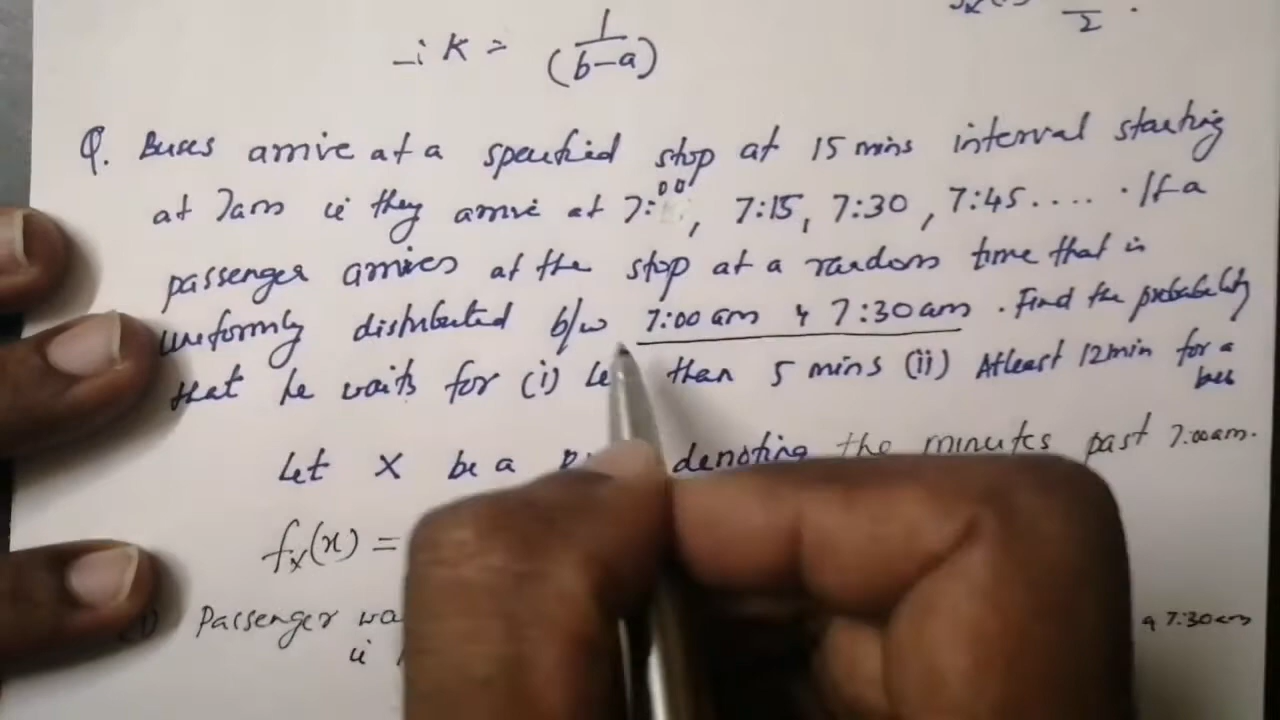 ∴ K = 1/(b-a)
2
Q. Buses arrive at a specified stop at 15 mins interval starting
at 7am ie they arrive at 7:00, 7:15, 7:30, 7:45.... . If a
passenger arrives at the stop at a random time that is
uniformly distributed b/w 7:00 am & 7:30am. Find the probability
that he waits for (i) than 5 mins (ii) Atleast 12min for a
bus
Let X be a denoting the minutes past 7:00am.
fx(x) =
Passenger 7:30am
ie